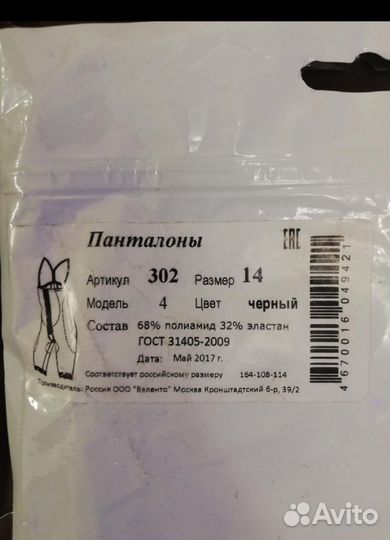 Панталоны
EAC
Артикул 302 Размер 14
Модель 4 Цвет черный
Состав 68% полиамид 32% эластан
ГОСТ 31405-2009
Дата: Май 2017 г.
Соответствует российскому размеру 164-108-114
Производитель: Россия ООО "Валенто" Москва Кронштадтский б-р, 39/2
4670016049421
Avito